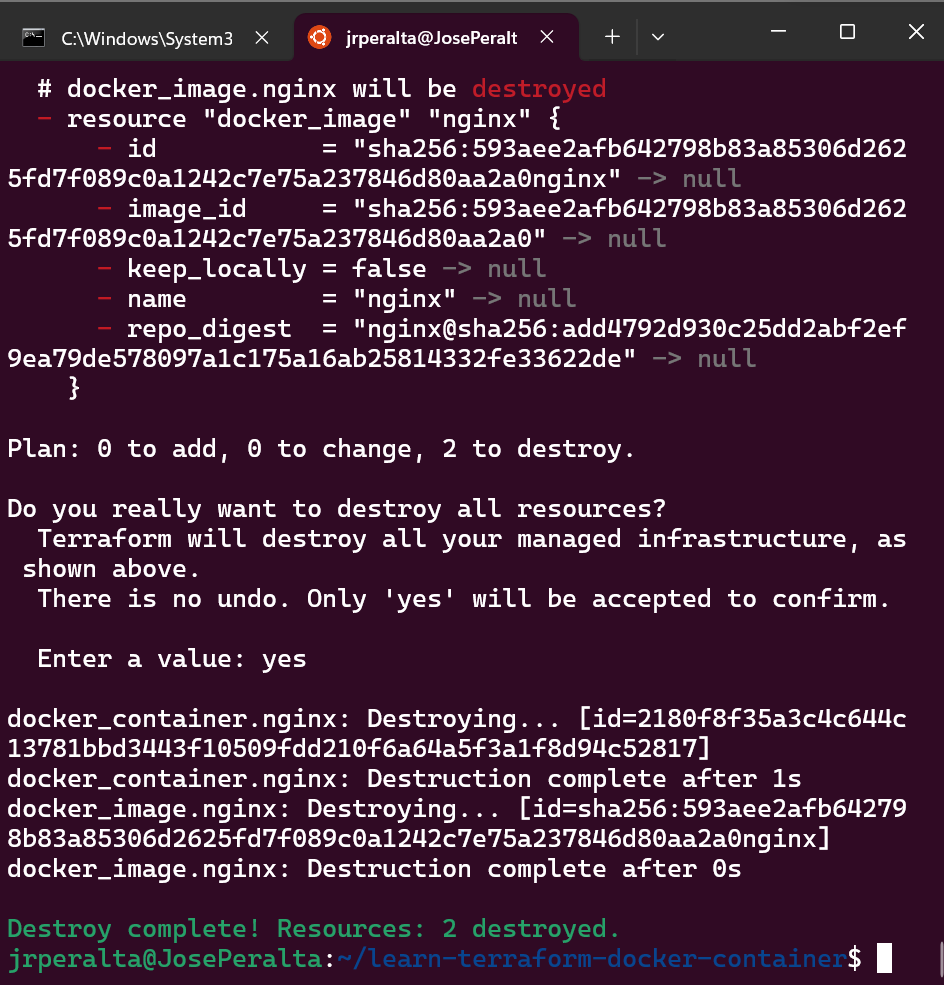 C:\Windows\System3
jrperalta@JosePeralt
# docker_image.nginx will be destroyed
- resource "docker_image" "nginx" {
- id = "sha256:593aee2afb642798b83a85306d262
5fd7f089c0a1242c7e75a237846d80aa2a0nginx" -> null
- image_id = "sha256:593aee2afb642798b83a85306d262
5fd7f089c0a1242c7e75a237846d80aa2a0" -> null
- keep_locally = false -> null
- name = "nginx" -> null
- repo_digest = "nginx@sha256:add4792d930c25dd2abf2ef
9ea79de578097a1c175a16ab25814332fe33622de" -> null
}
Plan: 0 to add, 0 to change, 2 to destroy.
Do you really want to destroy all resources?
Terraform will destroy all your managed infrastructure, as
shown above.
There is no undo. Only 'yes' will be accepted to confirm.
Enter a value: yes
docker_container.nginx: Destroying... [id=2180f8f35a3c4c644c
13781bbd3443f10509fdd210f6a64a5f3a1f8d94c52817]
docker_container.nginx: Destruction complete after 1s
docker_image.nginx: Destroying... [id=sha256:593aee2afb64279
8b83a85306d2625fd7f089c0a1242c7e75a237846d80aa2a0nginx]
docker_image.nginx: Destruction complete after 0s
Destroy complete! Resources: 2 destroyed.
jrperalta@JosePeralta:~/learn-terraform-docker-container$